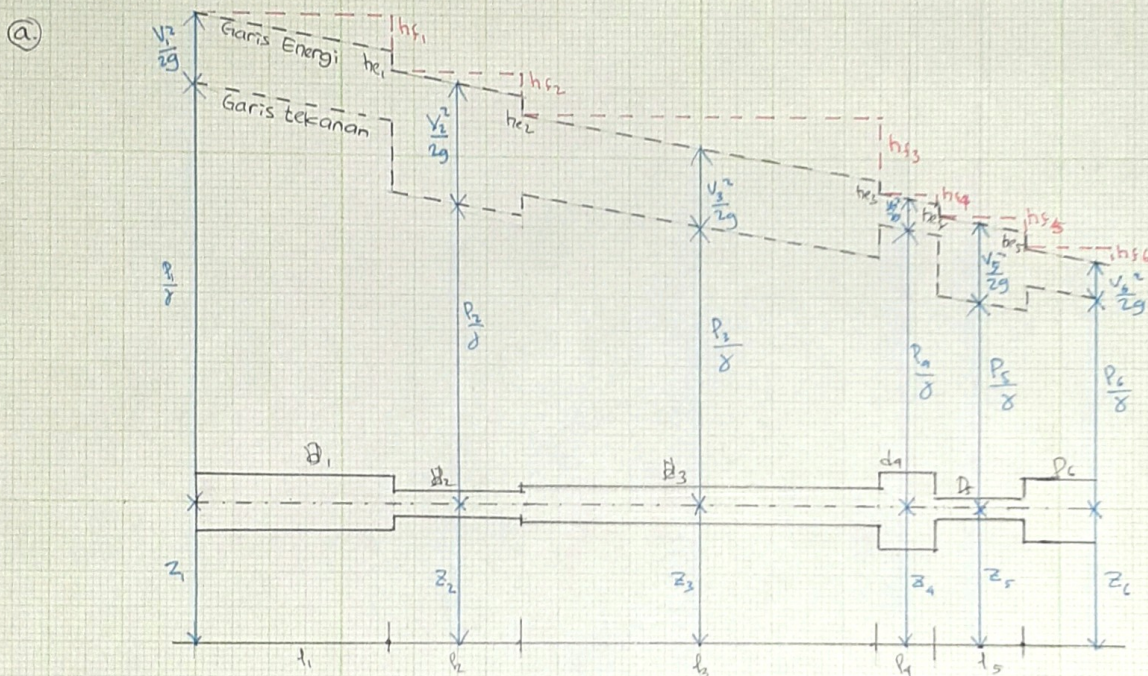 a.
V₁²/2g
Garis Energi
hf₁
he₁
hf₂
Garis tekanan
V₂²/2g
he₂
hf₃
V₃²/2g
he₃
hf₄
hf₅
he₅
hf₆
V₅²/2g
V₆²/2g
P₁/γ
P₂/γ
P₃/γ
P₄/γ
P₅/γ
P₆/γ
D₁
D₂
D₃
d₄
D₅
D₆
Z₁
Z₂
Z₃
Z₄
Z₅
Z₆
l₁
l₂
l₃
l₄
l₅